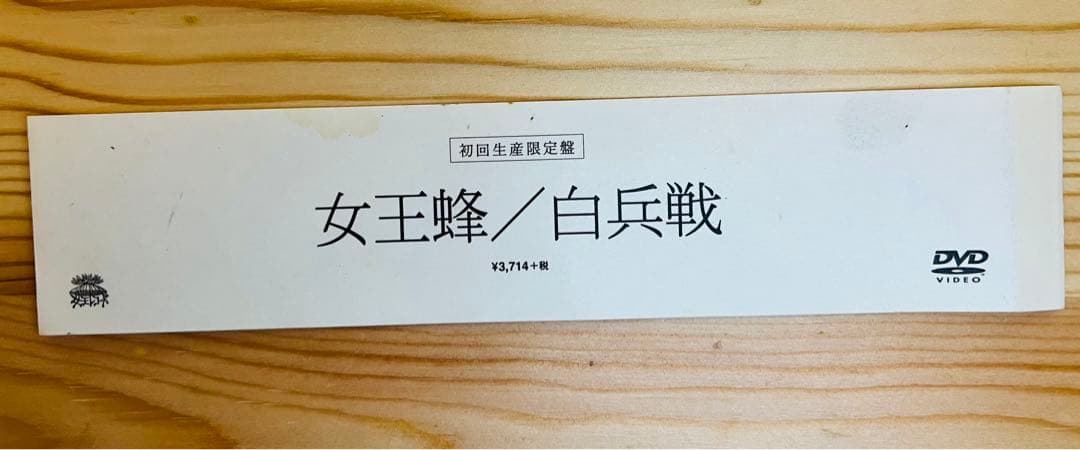 初回生産限定盤
女王蜂／白兵戦
¥3,714+税
DVD
VIDEO